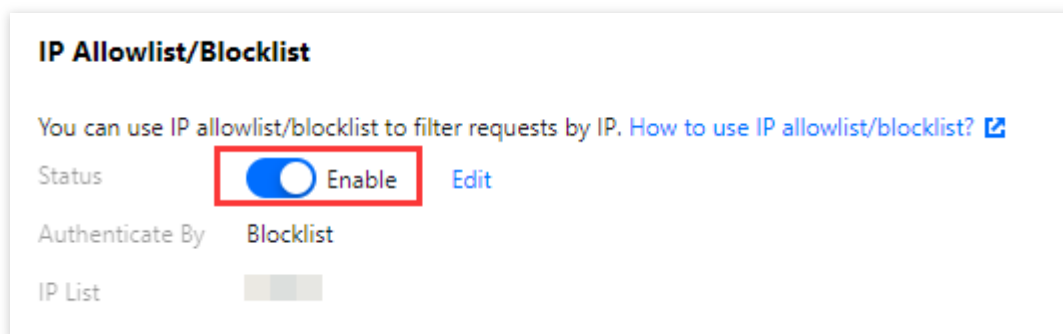 IP Allowlist/Blocklist
You can use IP allowlist/blocklist to filter requests by IP. How to use IP allowlist/blocklist?
Status Enable Edit
Authenticate By Blocklist
IP List